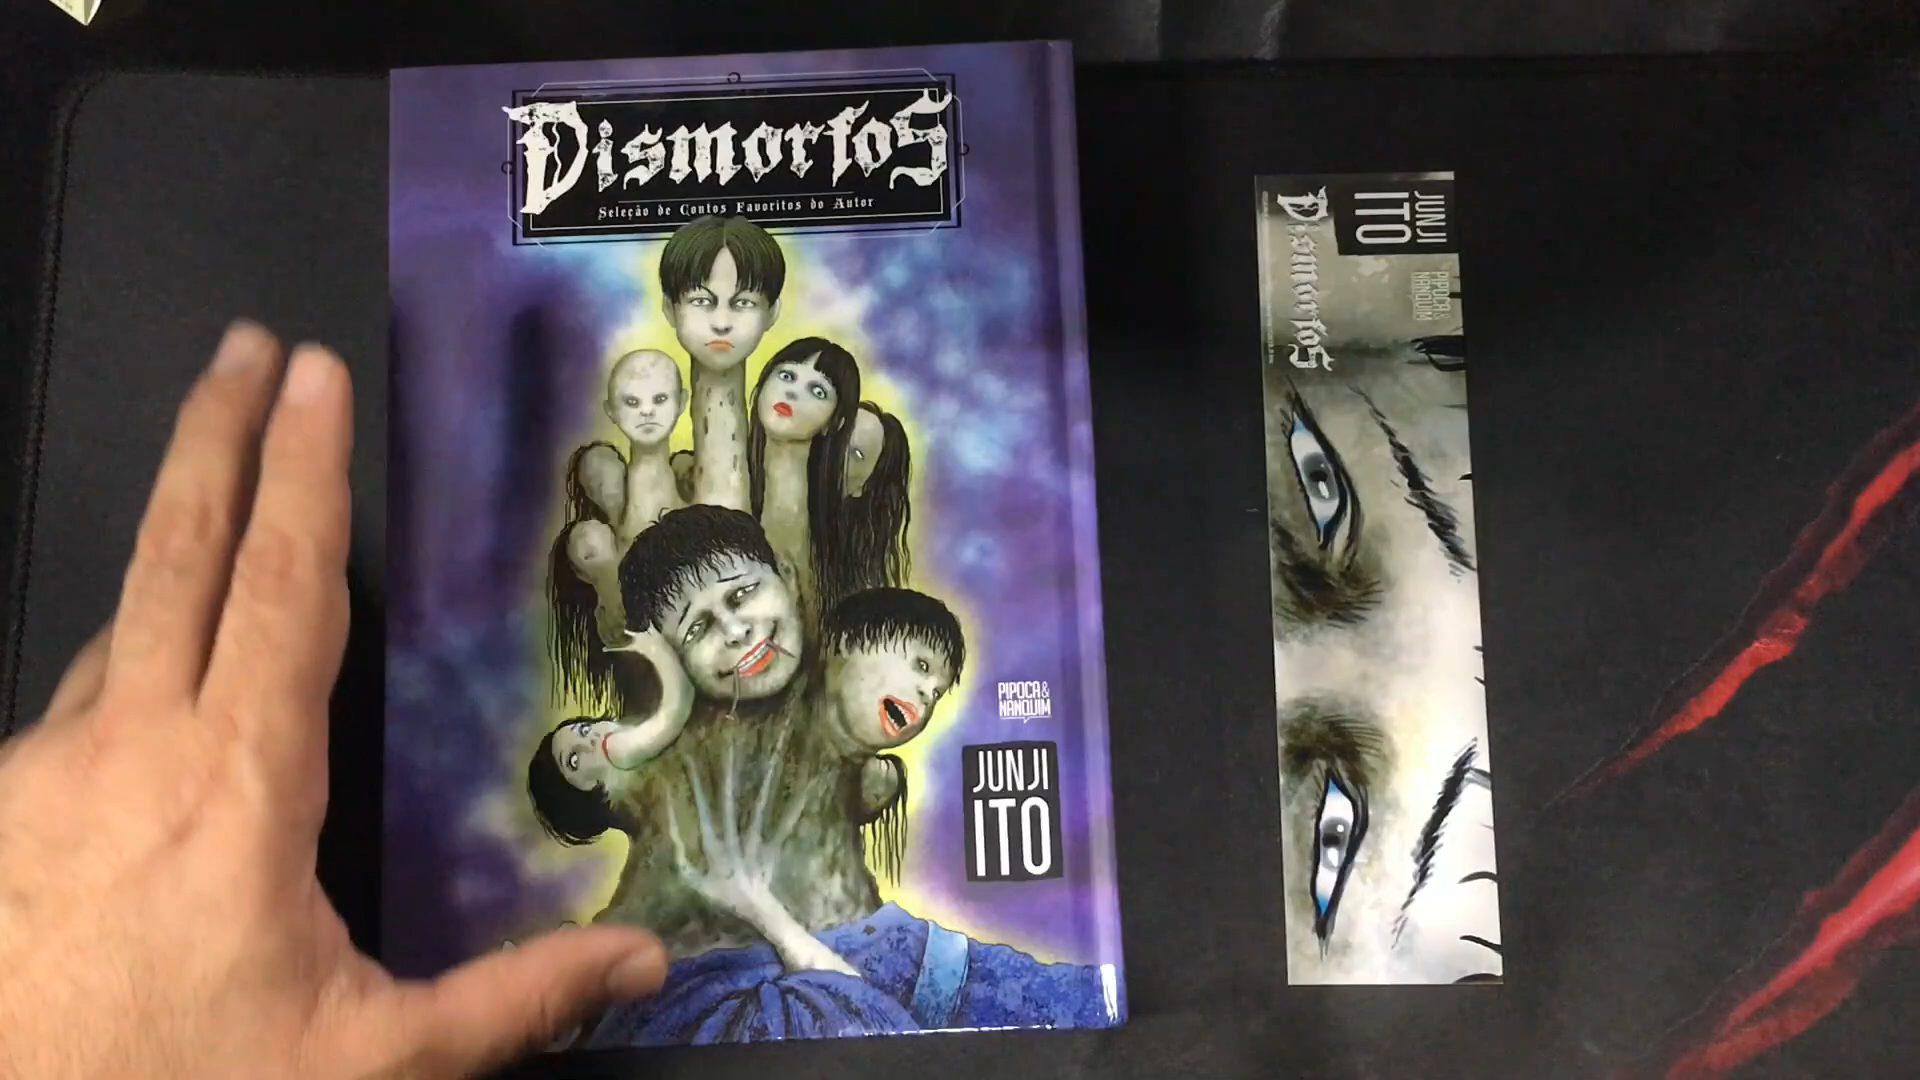 Dismorfos
Seleção de Contos Favoritos do Autor
PIPOCA &
NANQUIM
JUNJI
ITO
JUNJI
ITO
PIPOCA &
NANQUIM
Dismorfos